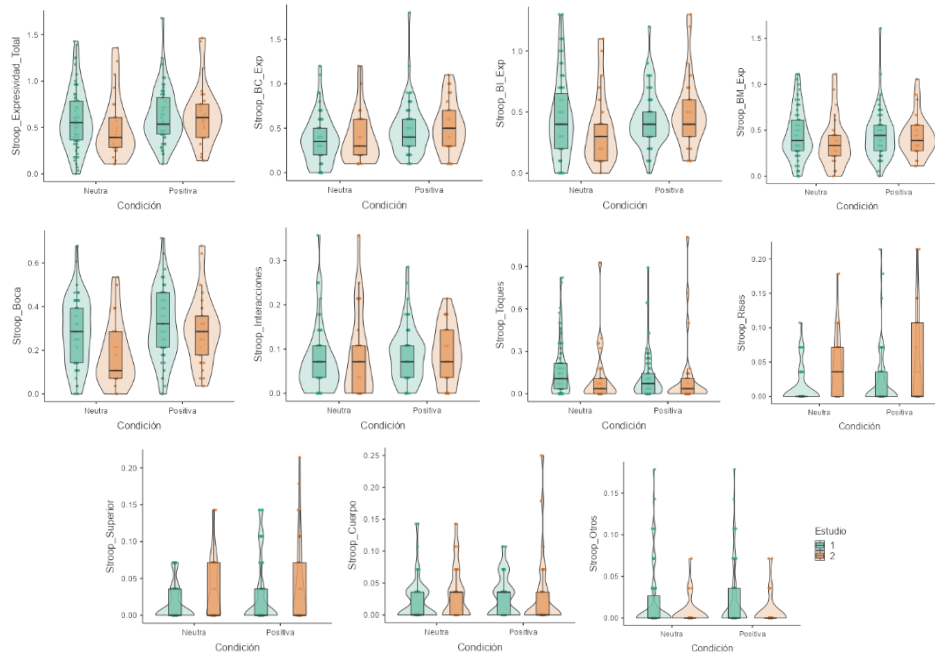 Stroop_Expresividad_Total
1.5
1.0
0.5
0.0
Neutra Positiva
Condición
Stroop_BC_Exp
1.5
1.0
0.5
0.0
Neutra Positiva
Condición
Stroop_BI_Exp
1.0
0.5
0.0
Neutra Positiva
Condición
Stroop_BM_Exp
1.5
1.0
0.5
0.0
Neutra Positiva
Condición
Stroop_Boca
0.6
0.4
0.2
0.0
Neutra Positiva
Condición
Stroop_Interacciones
0.3
0.2
0.1
0.0
Neutra Positiva
Condición
Stroop_Toques
0.9
0.6
0.3
0.0
Neutra Positiva
Condición
Stroop_Risas
0.20
0.15
0.10
0.05
0.00
Neutra Positiva
Condición
Stroop_Superior
0.20
0.15
0.10
0.05
0.00
Neutra Positiva
Condición
Stroop_Cuerpo
0.25
0.20
0.15
0.10
0.05
0.00
Neutra Positiva
Condición
Stroop_Otros
0.15
0.10
0.05
0.00
Neutra Positiva
Condición
Estudio
1
2